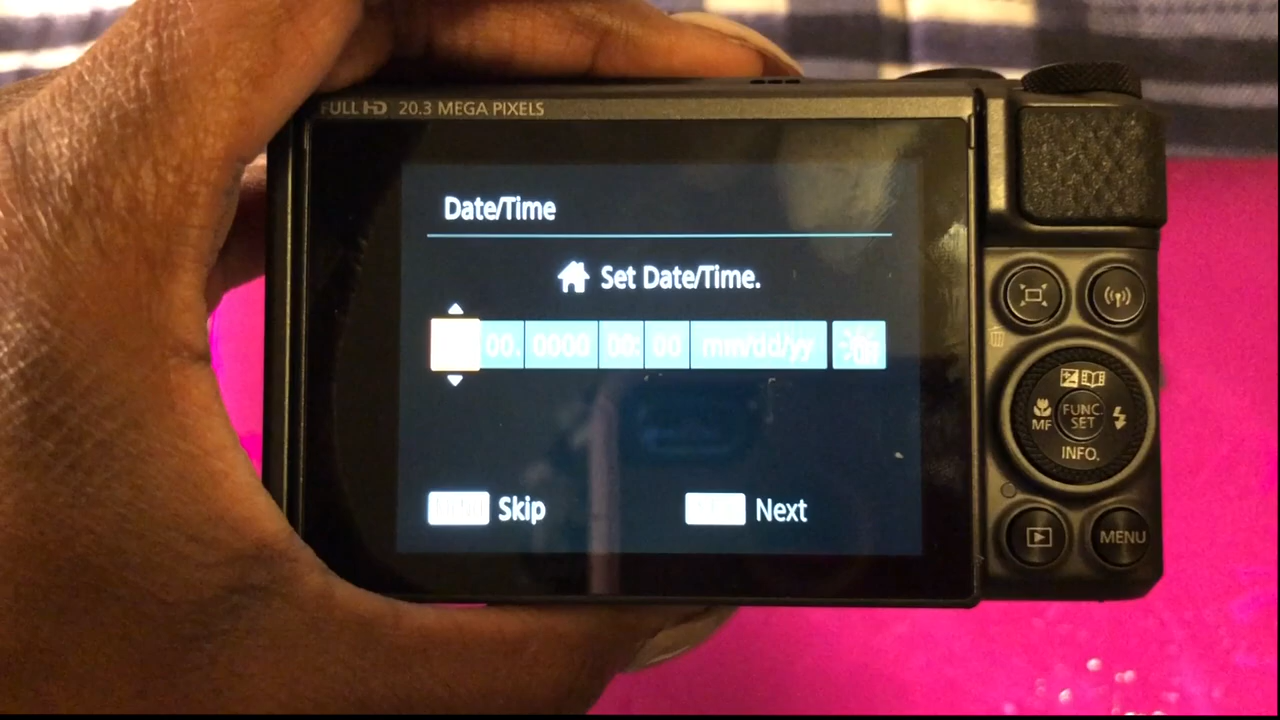 FULL HD 20.3 MEGA PIXELS
Date/Time
Set Date/Time.
00. 0000 00: 00 mm/dd/yy
Skip
Next
FUNC.
SET
MF
INFO.
MENU